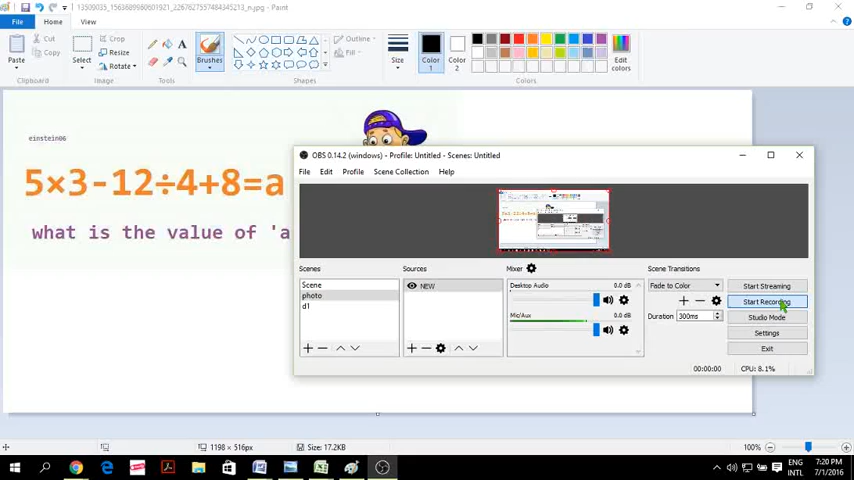 13509035_1563689960601921_2267627557484345213_n.jpg - Paint
File
Home
View
Paste
Cut
Copy
Clipboard
Select
Crop
Resize
Rotate
Image
Tools
Brushes
Outline
Fill
Shapes
Size
Color
1
Color
2
Edit
colors
Colors
einstein06
5×3-12÷4+8=a
what is the value of 'a
OBS 0.14.2 (windows) - Profile: Untitled - Scenes: Untitled
File Edit Profile Scene Collection Help
Scenes
Scene
photo
d1
Sources
NEW
Mixer
Desktop Audio 0.0 dB
Mic/Aux 0.0 dB
Scene Transitions
Fade to Color
Duration 300ms
Start Streaming
Start Recording
Studio Mode
Settings
Exit
00:00:00
CPU: 8.1%
1198 × 516px
Size: 17.2KB
100%
ENG
INTL
7:20 PM
7/1/2016